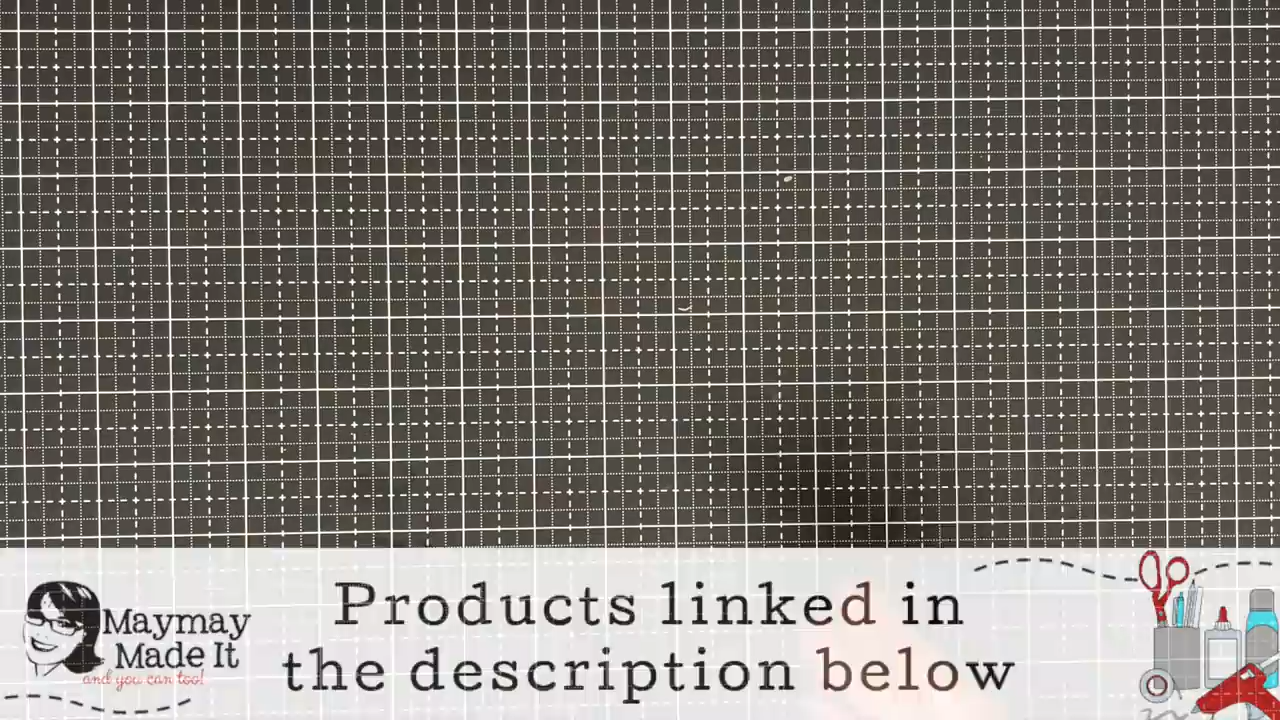 Maymay
Made It
and you can too!
Products linked in
the description below